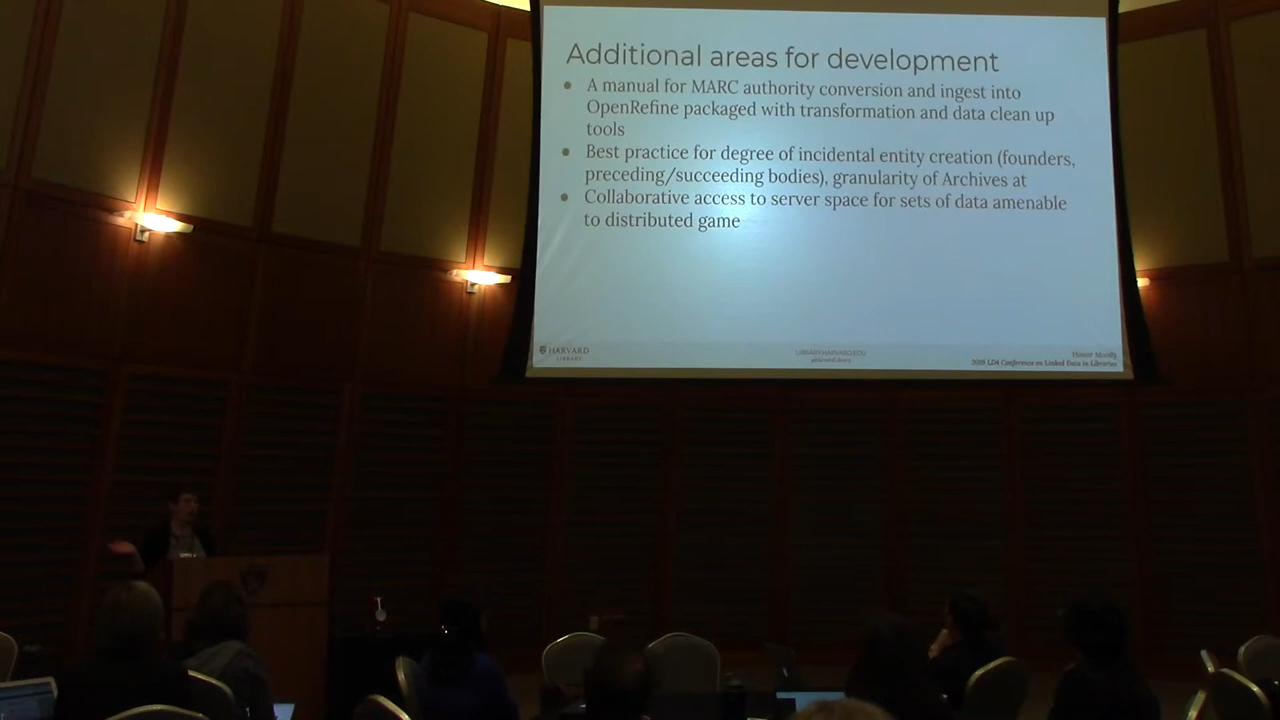 Additional areas for development
• A manual for MARC authority conversion and ingest into
OpenRefine packaged with transformation and data clean up
tools
• Best practice for degree of incidental entity creation (founders,
preceding/succeeding bodies), granularity of Archives at
• Collaborative access to server space for sets of data amenable
to distributed game
HARVARD
LIBRARY
LIBRARY.HARVARD.EDU
Honor Moody
LD4 Conference on Linked Data in Libraries